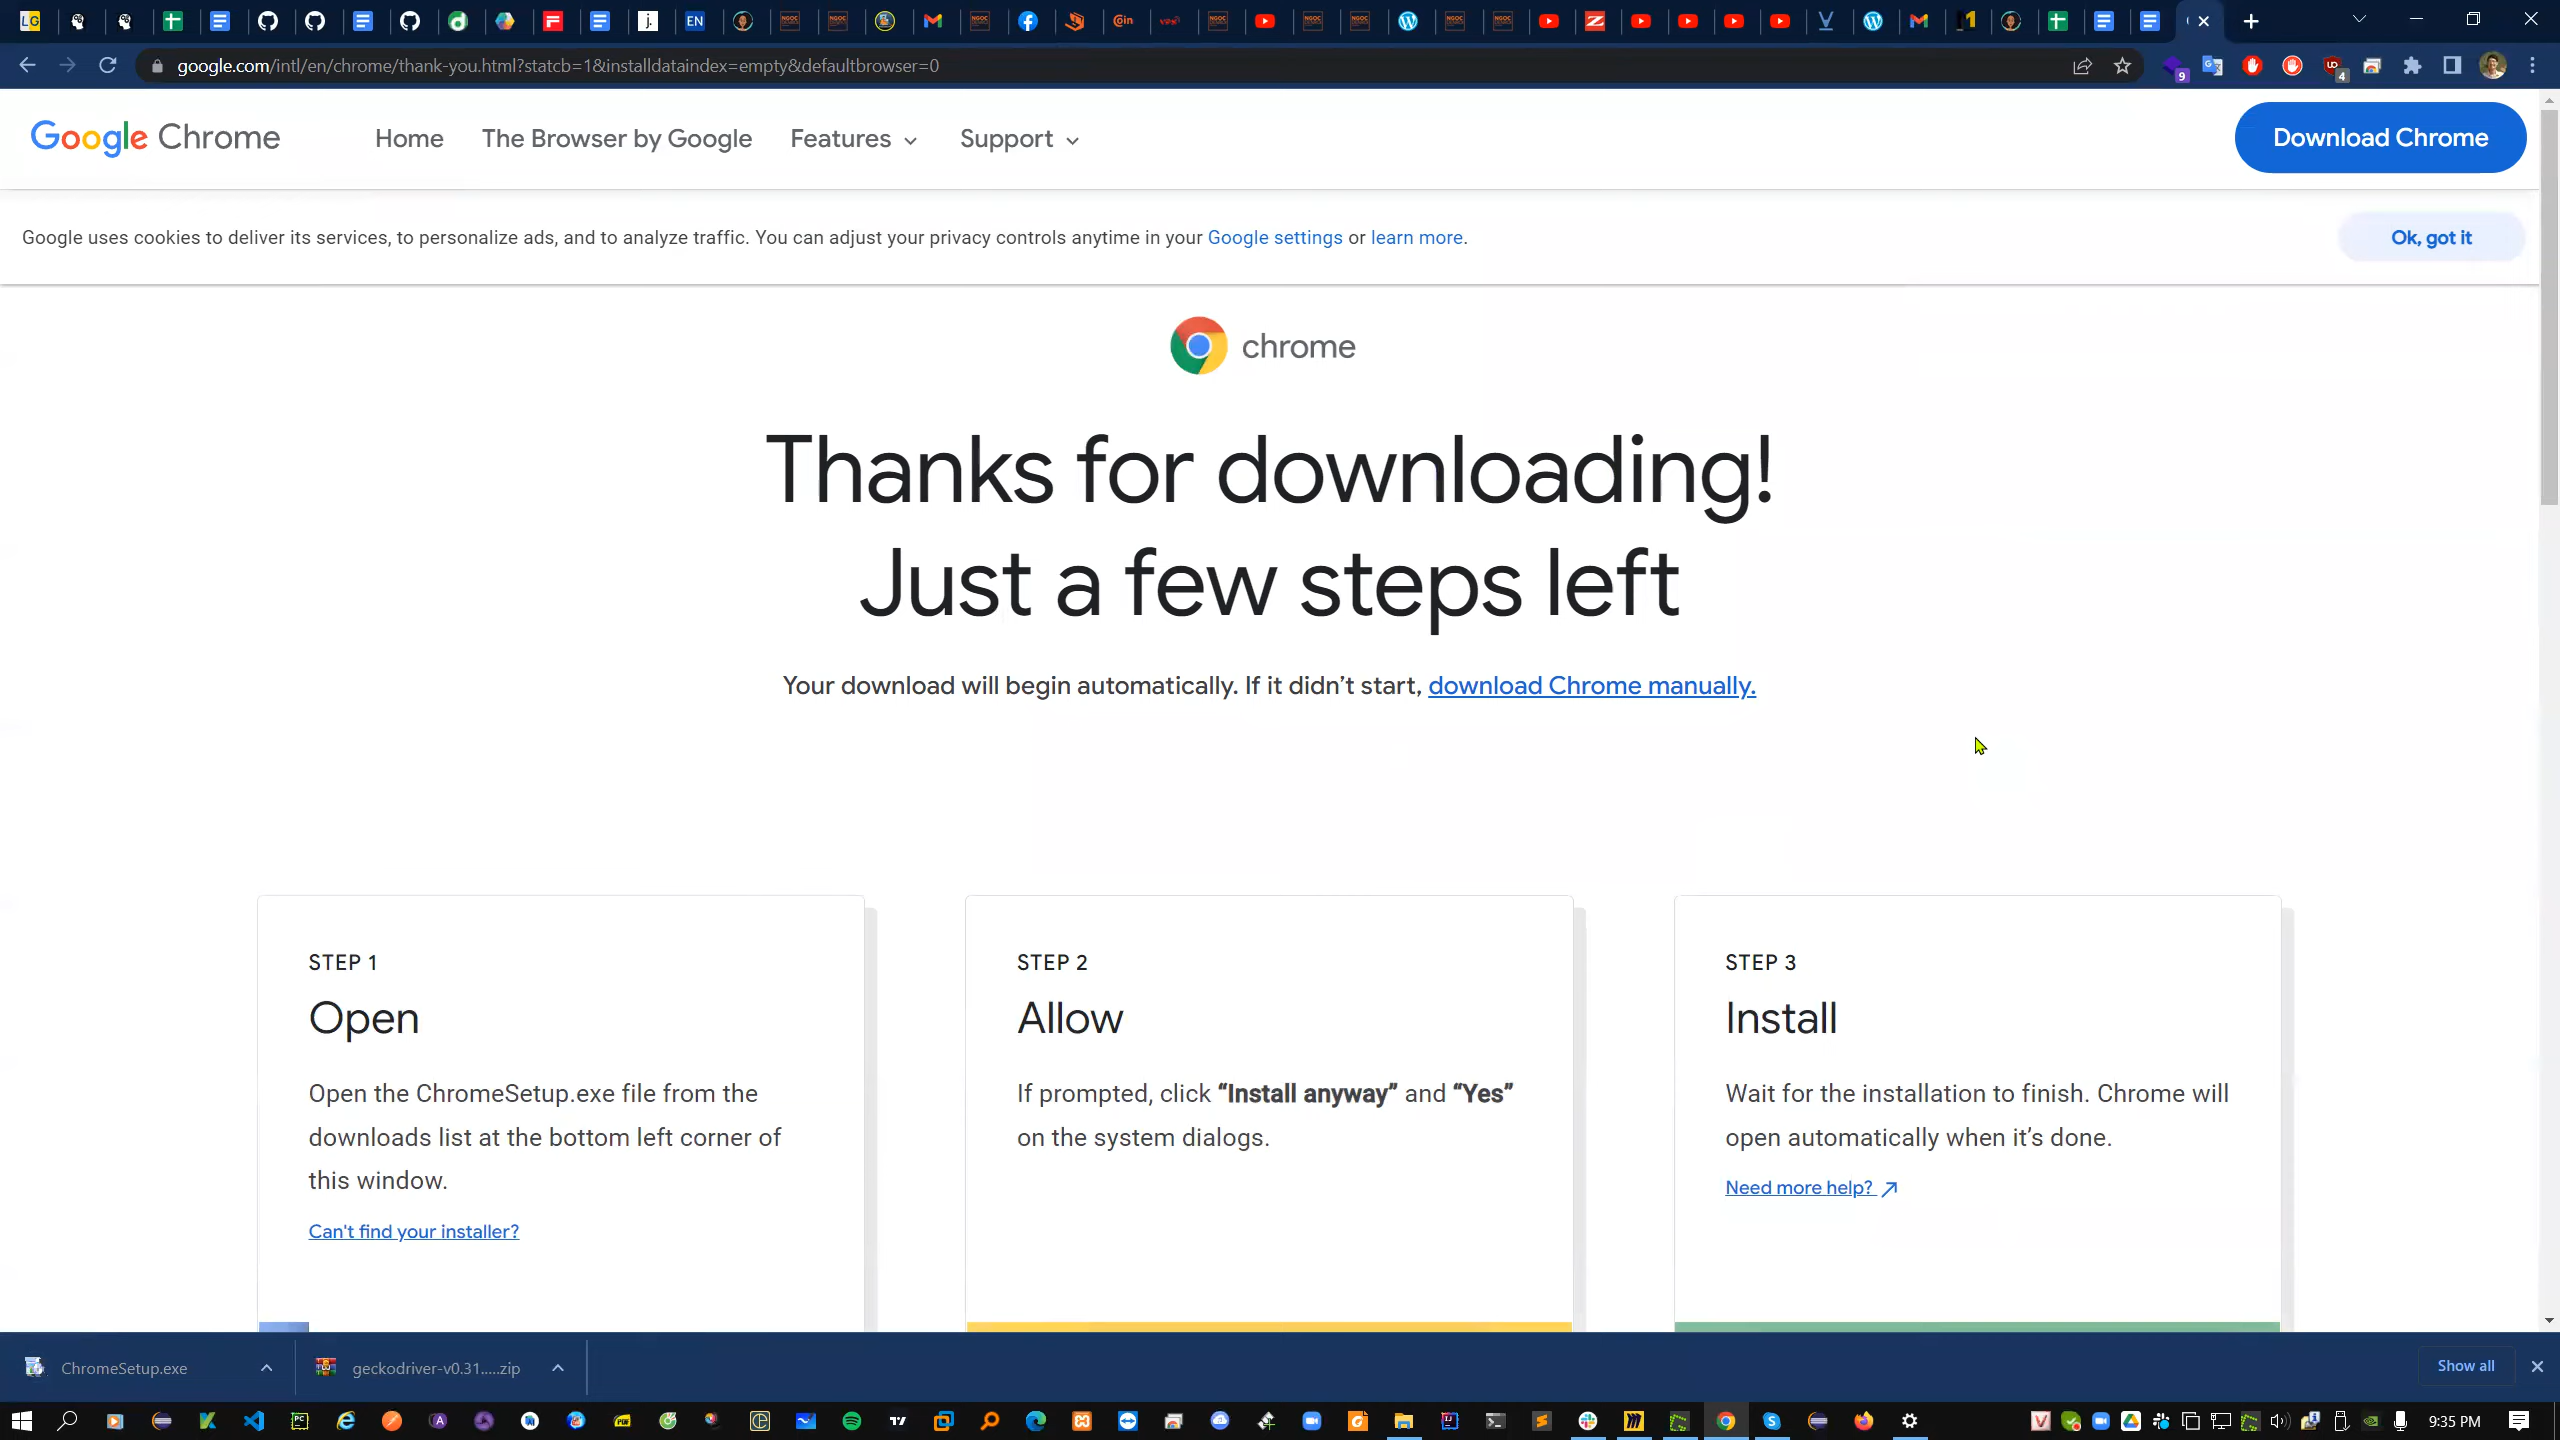 google.com/intl/en/chrome/thank-you.html?statcb=1&installdataindex=empty&defaultbrowser=0
Google Chrome
Home
The Browser by Google
Features
Support
Download Chrome
Google uses cookies to deliver its services, to personalize ads, and to analyze traffic. You can adjust your privacy controls anytime in your Google settings or learn more.
Ok, got it
chrome
Thanks for downloading!
Just a few steps left
Your download will begin automatically. If it didn’t start, download Chrome manually.
STEP 1
Open
Open the ChromeSetup.exe file from the
downloads list at the bottom left corner of
this window.
Can't find your installer?
STEP 2
Allow
If prompted, click “Install anyway” and “Yes”
on the system dialogs.
STEP 3
Install
Wait for the installation to finish. Chrome will
open automatically when it’s done.
Need more help?
ChromeSetup.exe
geckodriver-v0.31.....zip
Show all
9:35 PM